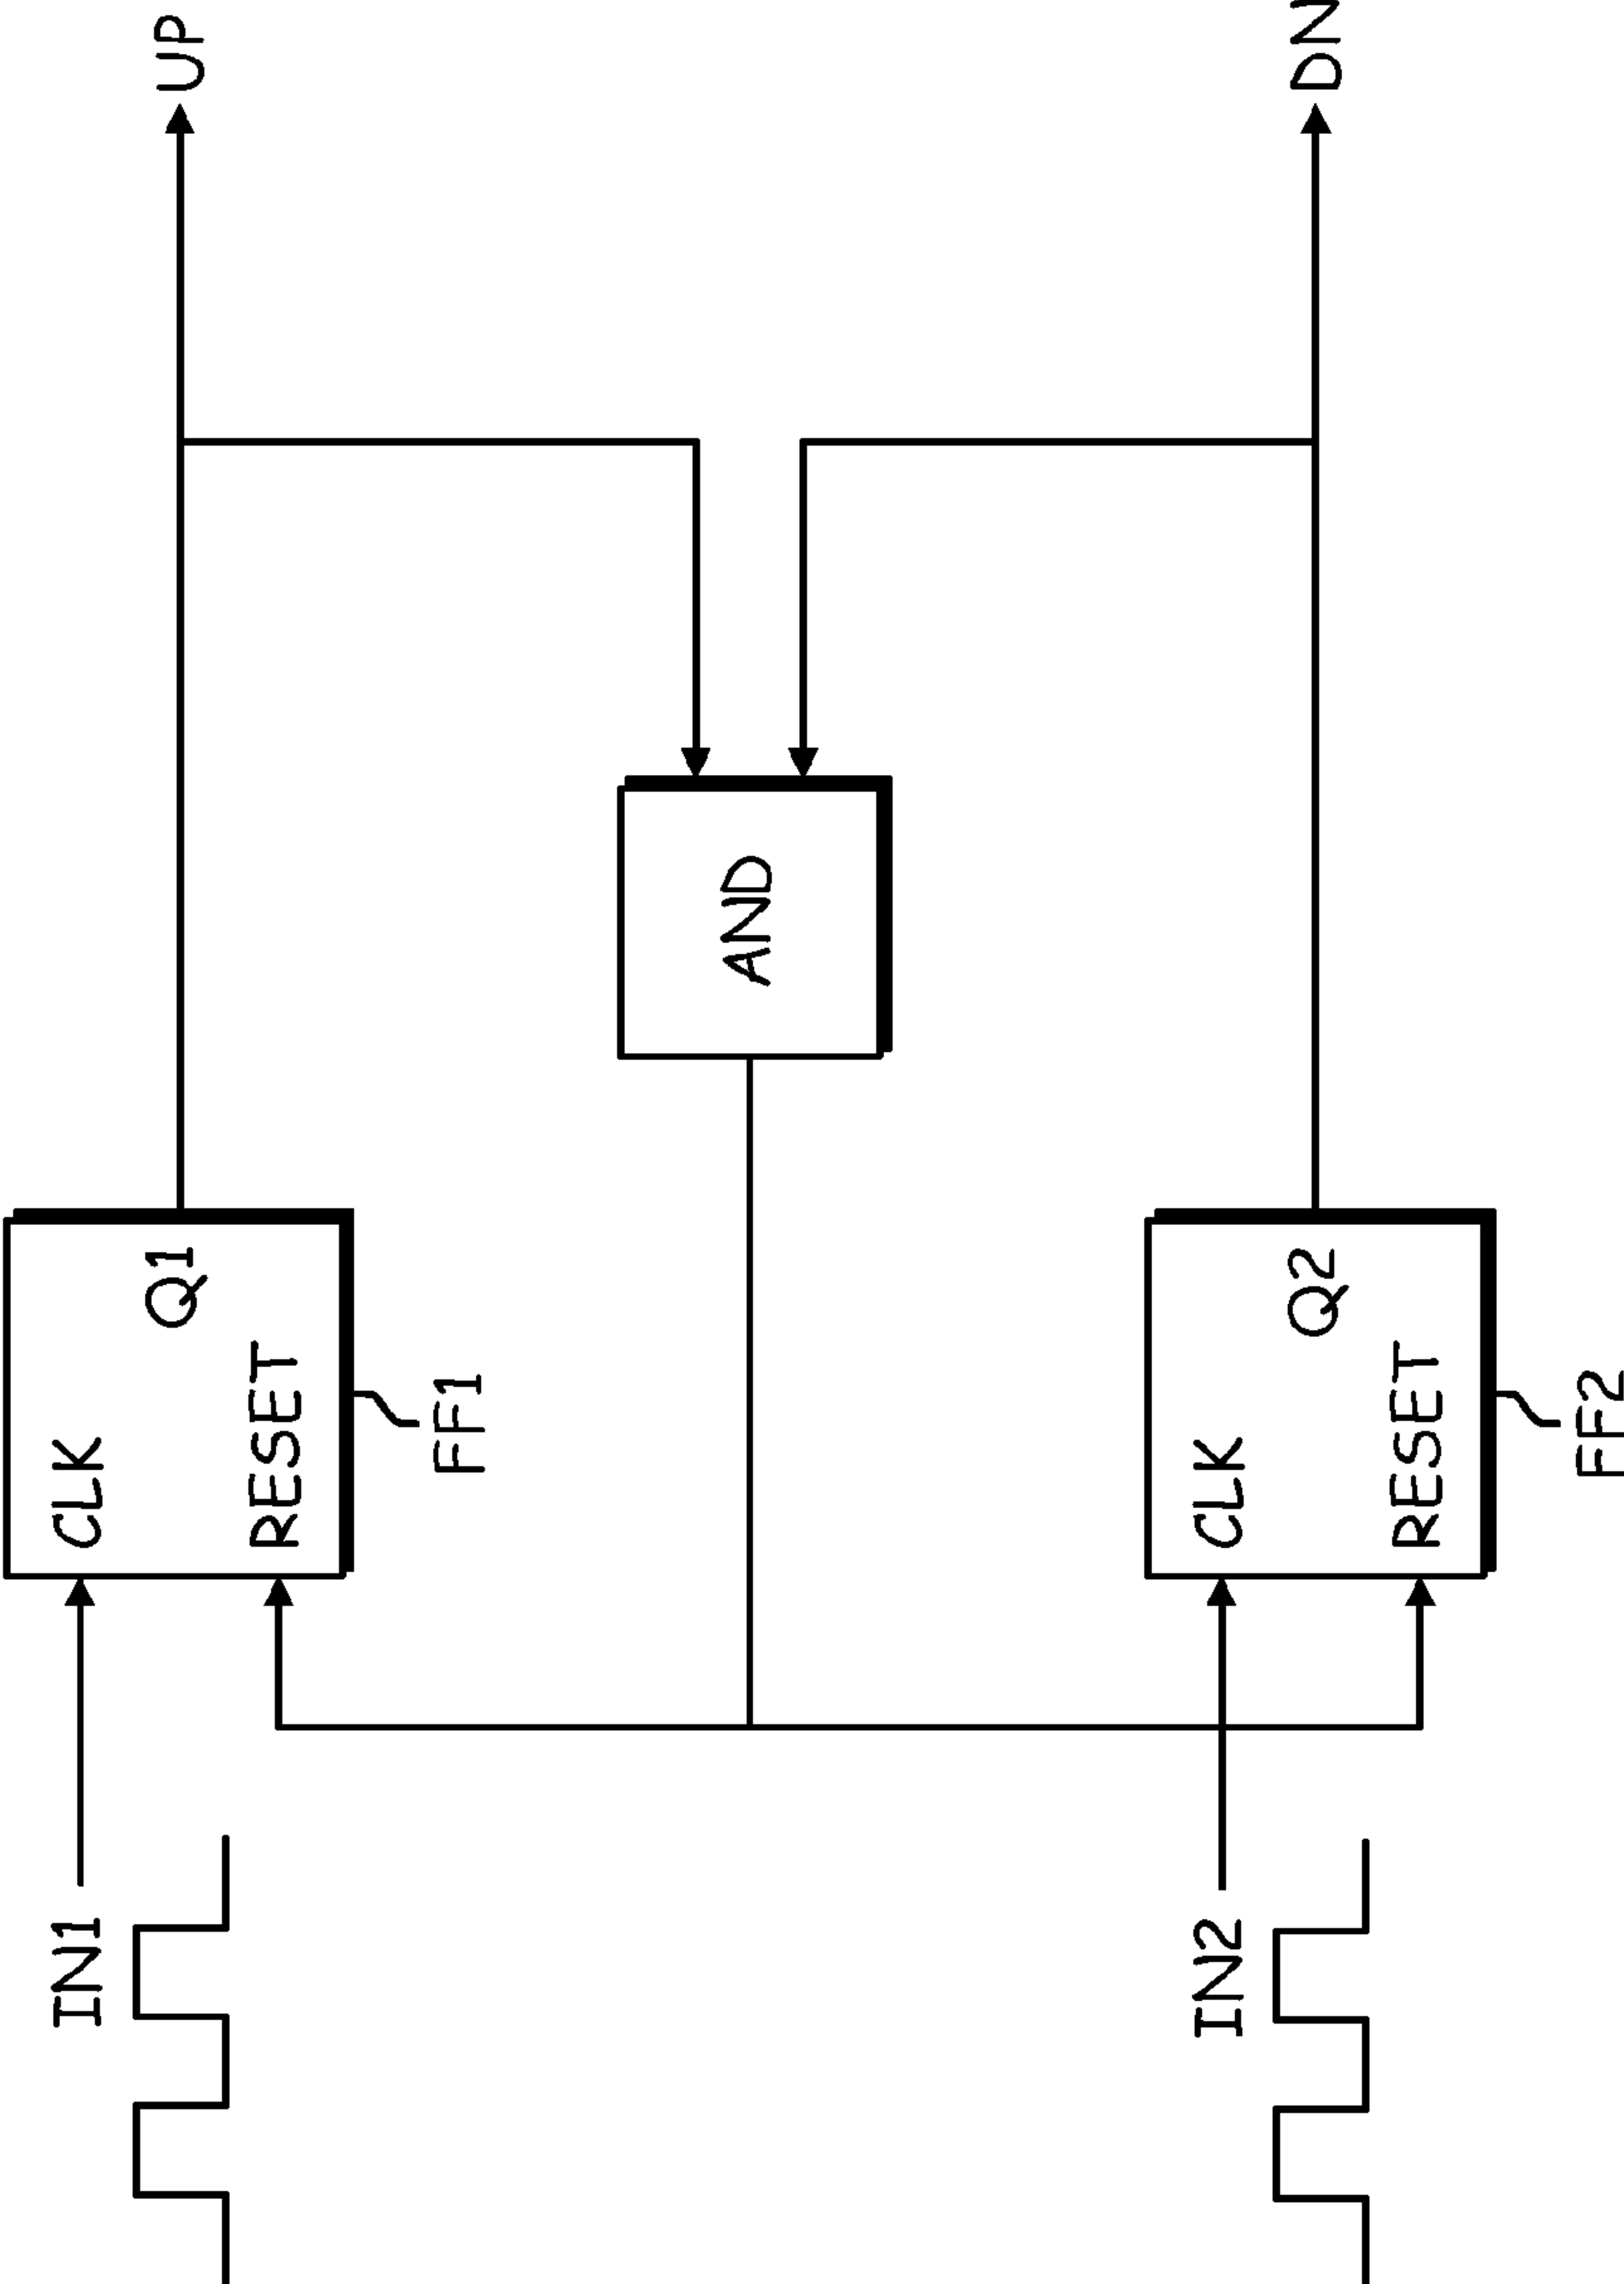 IN1
CLK
Q1
RESET
FF1
UP
AND
IN2
CLK
Q2
RESET
FF2
DN